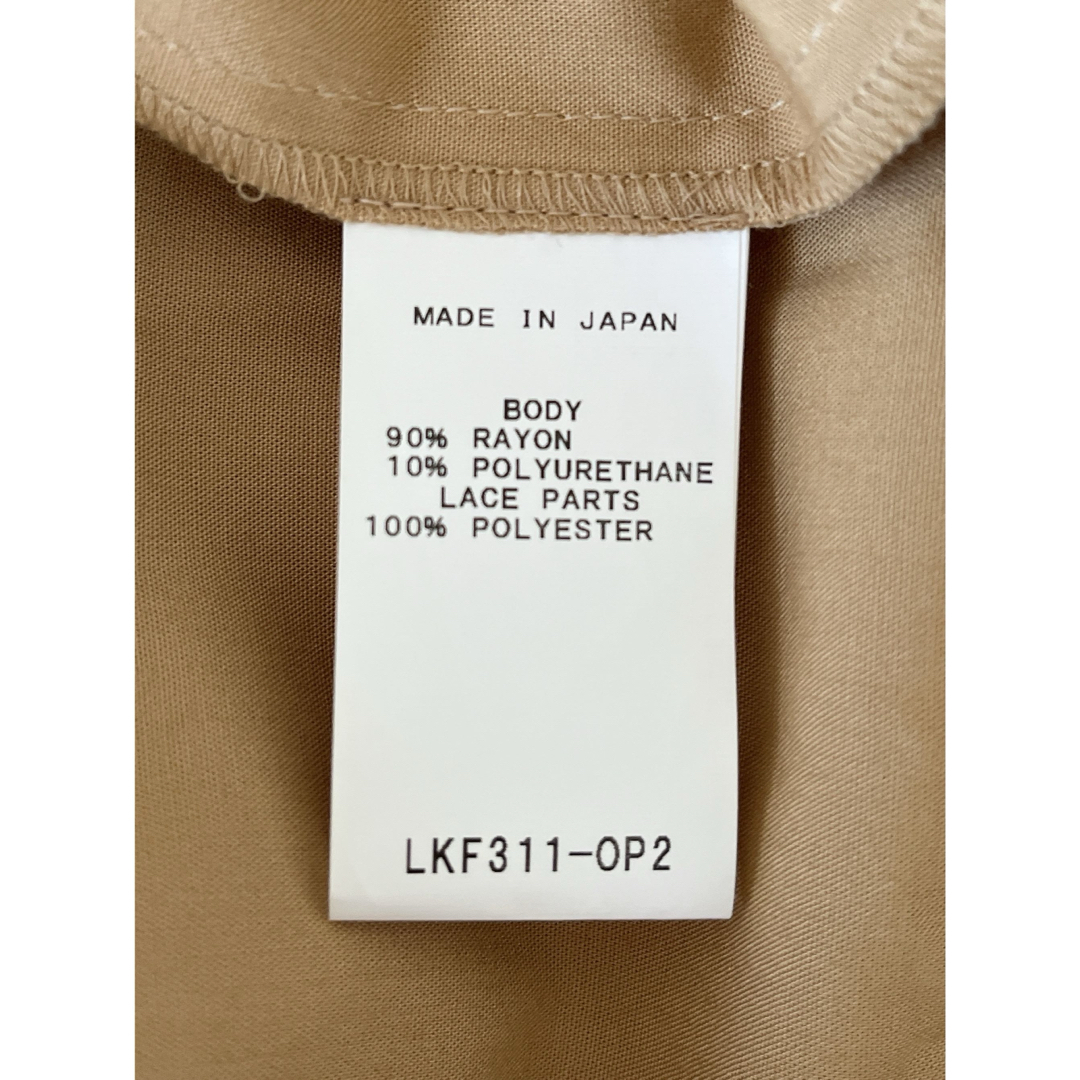 MADE IN JAPAN
BODY
90% RAYON
10% POLYURETHANE
LACE PARTS
100% POLYESTER
LKF311-OP2